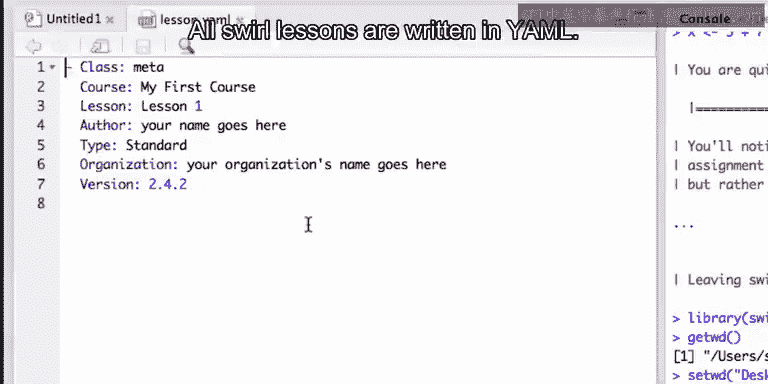 Untitled1
lesson.yaml
All swirl lessons are written in YAML.
Console
1 - Class: meta
2 Course: My First Course
3 Lesson: Lesson 1
4 Author: your name goes here
5 Type: Standard
6 Organization: your organization's name goes here
7 Version: 2.4.2
8
> x <- 5 + 7
| You are qui
|==========
| You'll noti
| assignment
| but rather
...
| Leaving swi
> library(swi
> getwd()
[1] "/Users/s
> setwd("Desk